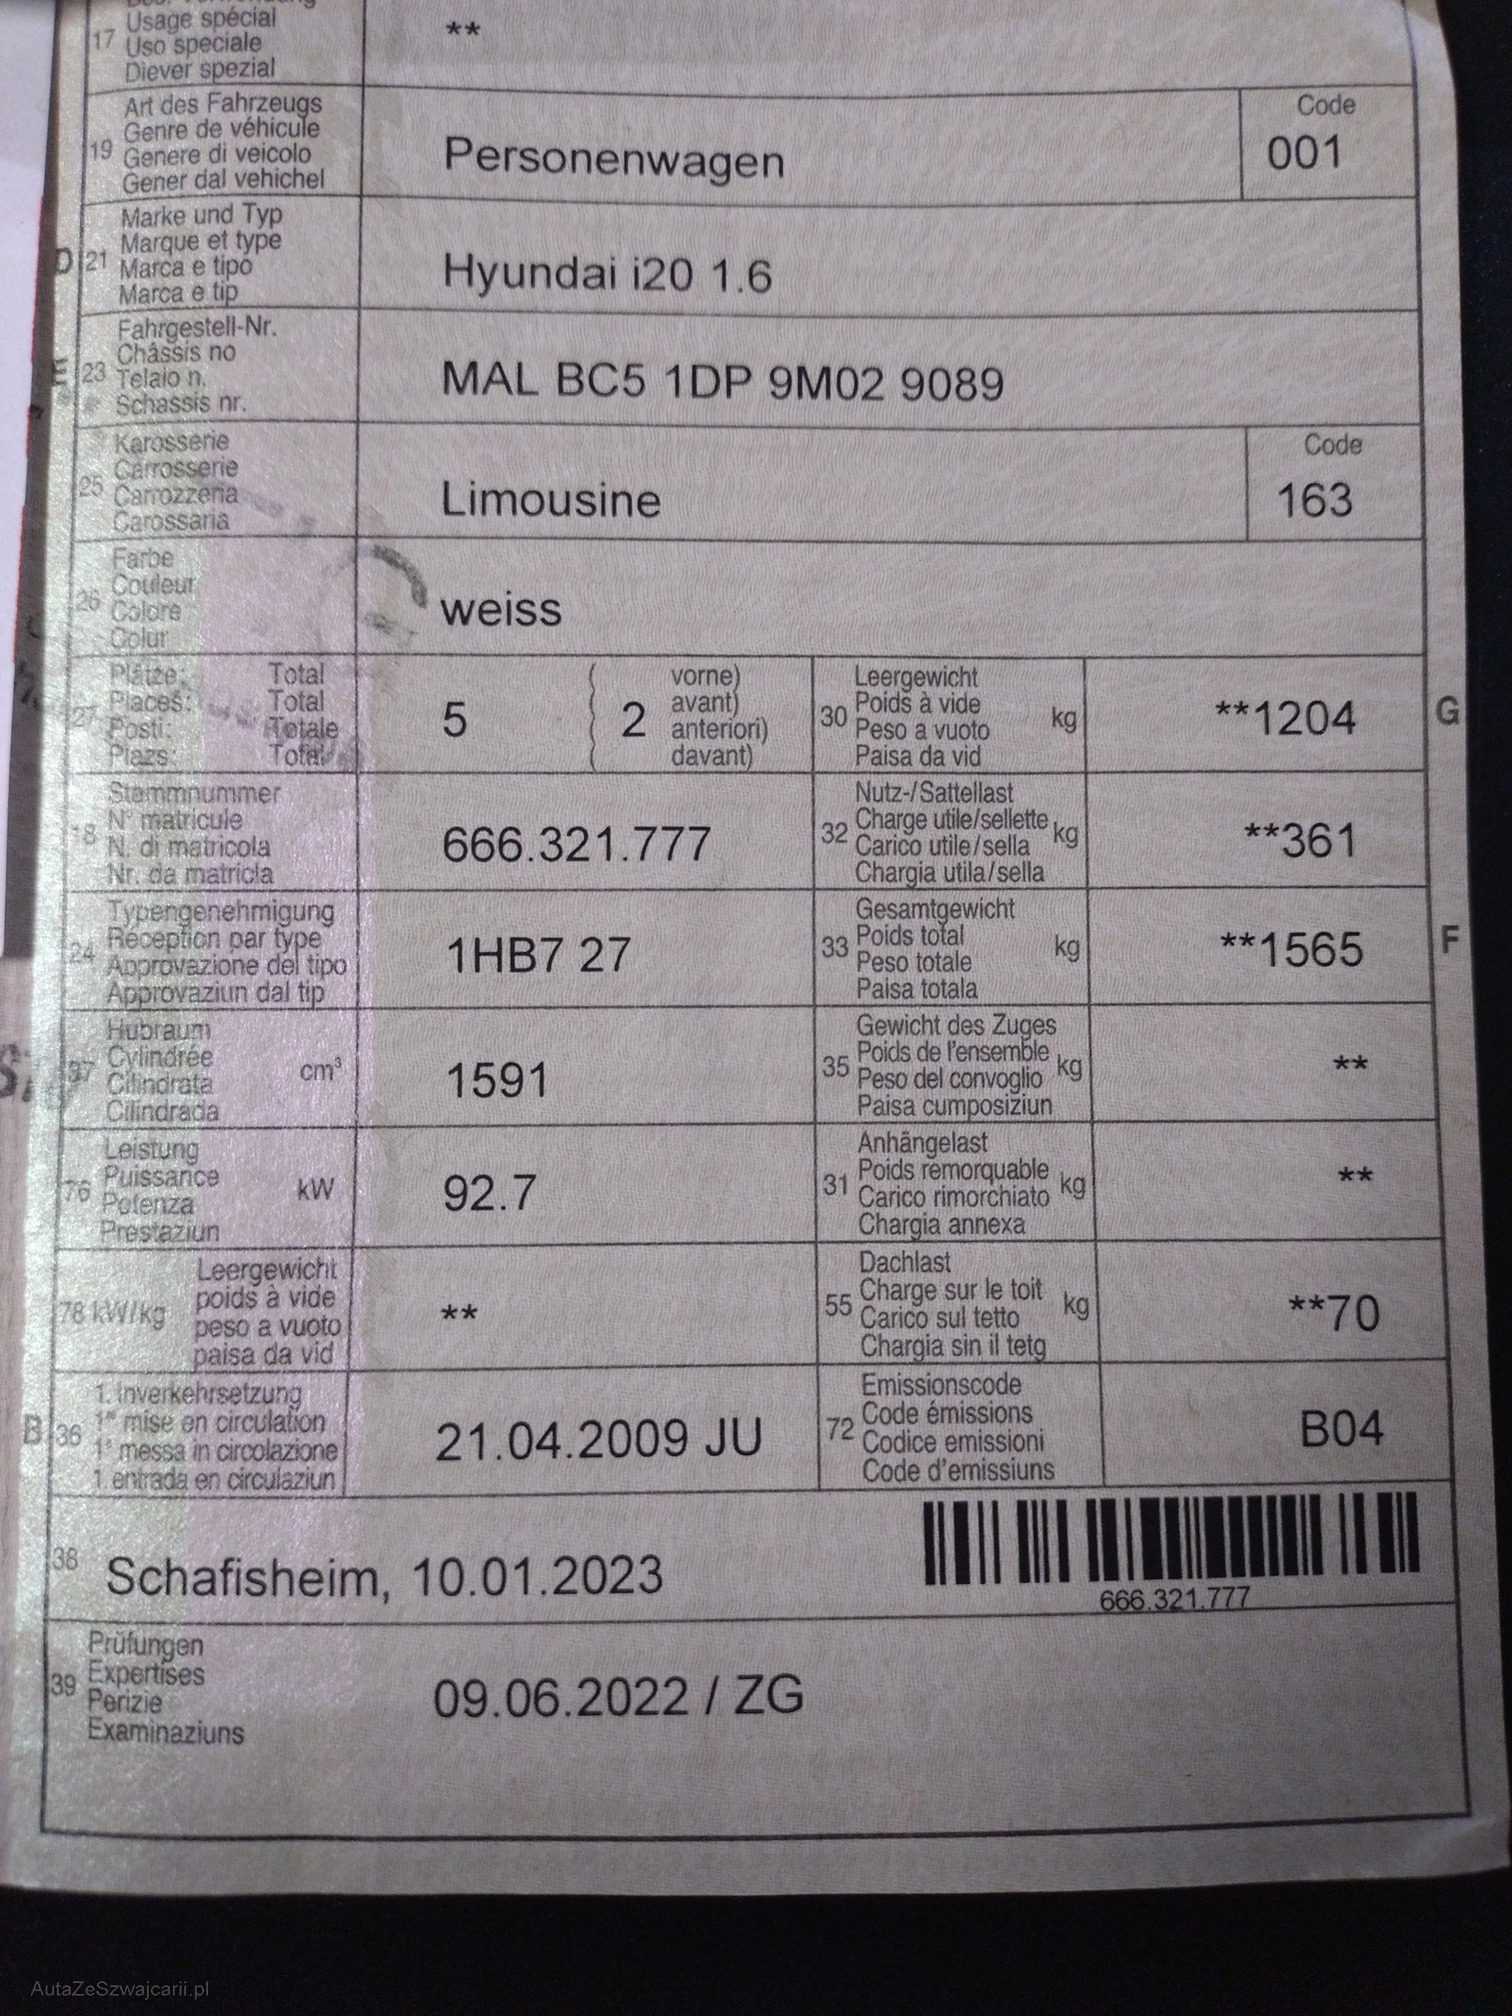 Usage spécial
17 Uso speciale **
Diever spezial
Art des Fahrzeugs Code
Genre de véhicule
19 Genere di veicolo Personenwagen 001
Gener dal vehichel
Marke und Typ
Marque et type
D 21 Marca e tipo Hyundai i20 1.6
Marca e tip
Fahrgestell-Nr.
Châssis no
E 23 Telaio n. MAL BC5 1DP 9M02 9089
Schassis nr.
Karosserie Code
Carrosserie
25 Carrozzeria Limousine 163
Carossaria
Farbe
Couleur
26 Colore weiss
Colur
Plätze: Total vorne) Leergewicht
Places: Total avant) Poids à vide
27 Posti: Totale 5 ( 2 anteriori) 30 Peso a vuoto kg **1204 G
Plazs: Total davant) Paisa da vid
Stammnummer Nutz-/Sattellast
N° matricule Charge utile/sellette
18 N. di matricola 666.321.777 32 Carico utile/sella kg **361
Nr. da matricla Chargia utila/sella
Typengenehmigung Gesamtgewicht
Réception par type Poids total
24 Approvazione del tipo 1HB7 27 33 Peso totale kg **1565 F
Approvaziun dal tip Paisa totala
Hubraum Gewicht des Zuges
Cylindrée Poids de l'ensemble
37 Cilindrata cm³ 1591 35 Peso del convoglio kg **
Cilindrada Paisa cumposiziun
Leistung Anhängelast
Puissance Poids remorquable
76 Potenza kW 92.7 31 Carico rimorchiato kg **
Prestaziun Chargia annexa
Leergewicht Dachlast
poids à vide Charge sur le toit
78 kW/kg peso a vuoto ** 55 Carico sul tetto kg **70
paisa da vid Chargia sin il tetg
1. Inverkehrsetzung Emissionscode
1re mise en circulation Code émissions
B 36 1a messa in circolazione 21.04.2009 JU 72 Codice emissioni B04
1. entrada en circulaziun Code d'emissiuns
38 Schafisheim, 10.01.2023
666.321.777
Prüfungen
Expertises
39 Perizie 09.06.2022 / ZG
Examinaziuns
AutaZeSzwajcarii.pl